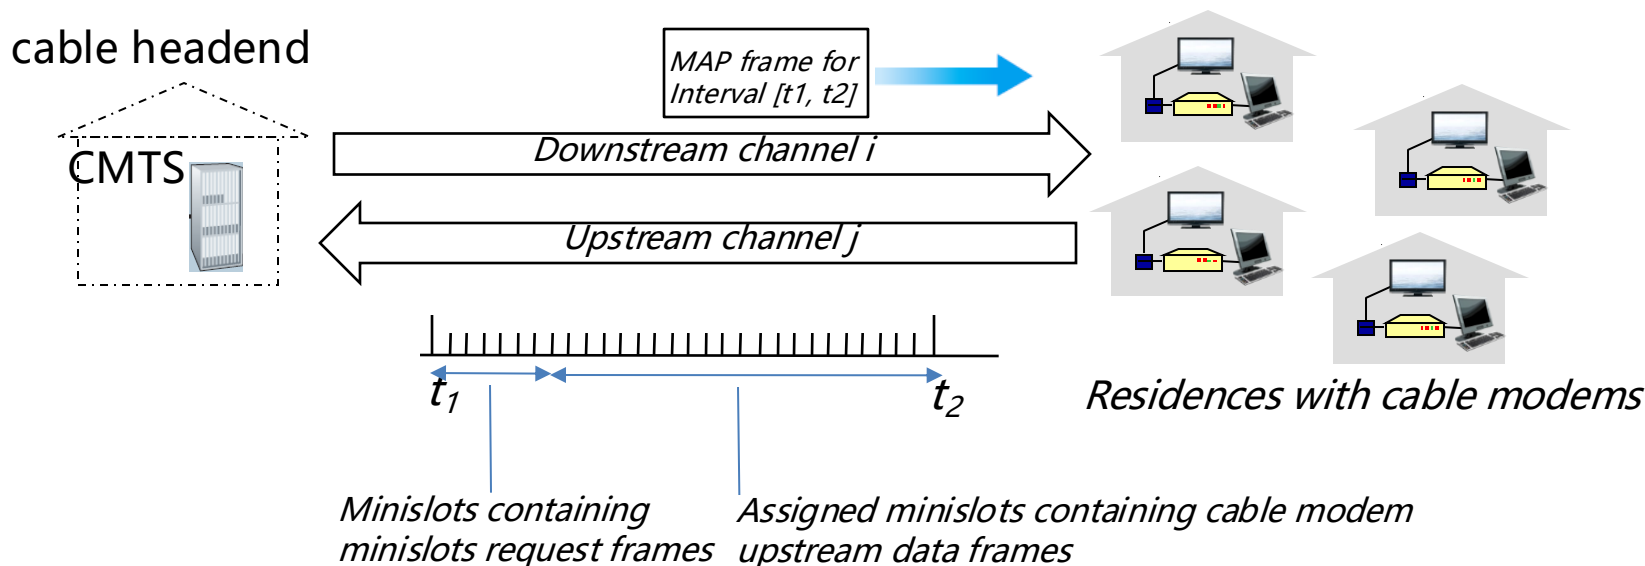 cable headend
MAP frame for
Interval [t1, t2]
CMTS
Downstream channel i
Upstream channel j
t1
t2
Residences with cable modems
Minislots containing
minislots request frames
Assigned minislots containing cable modem
upstream data frames